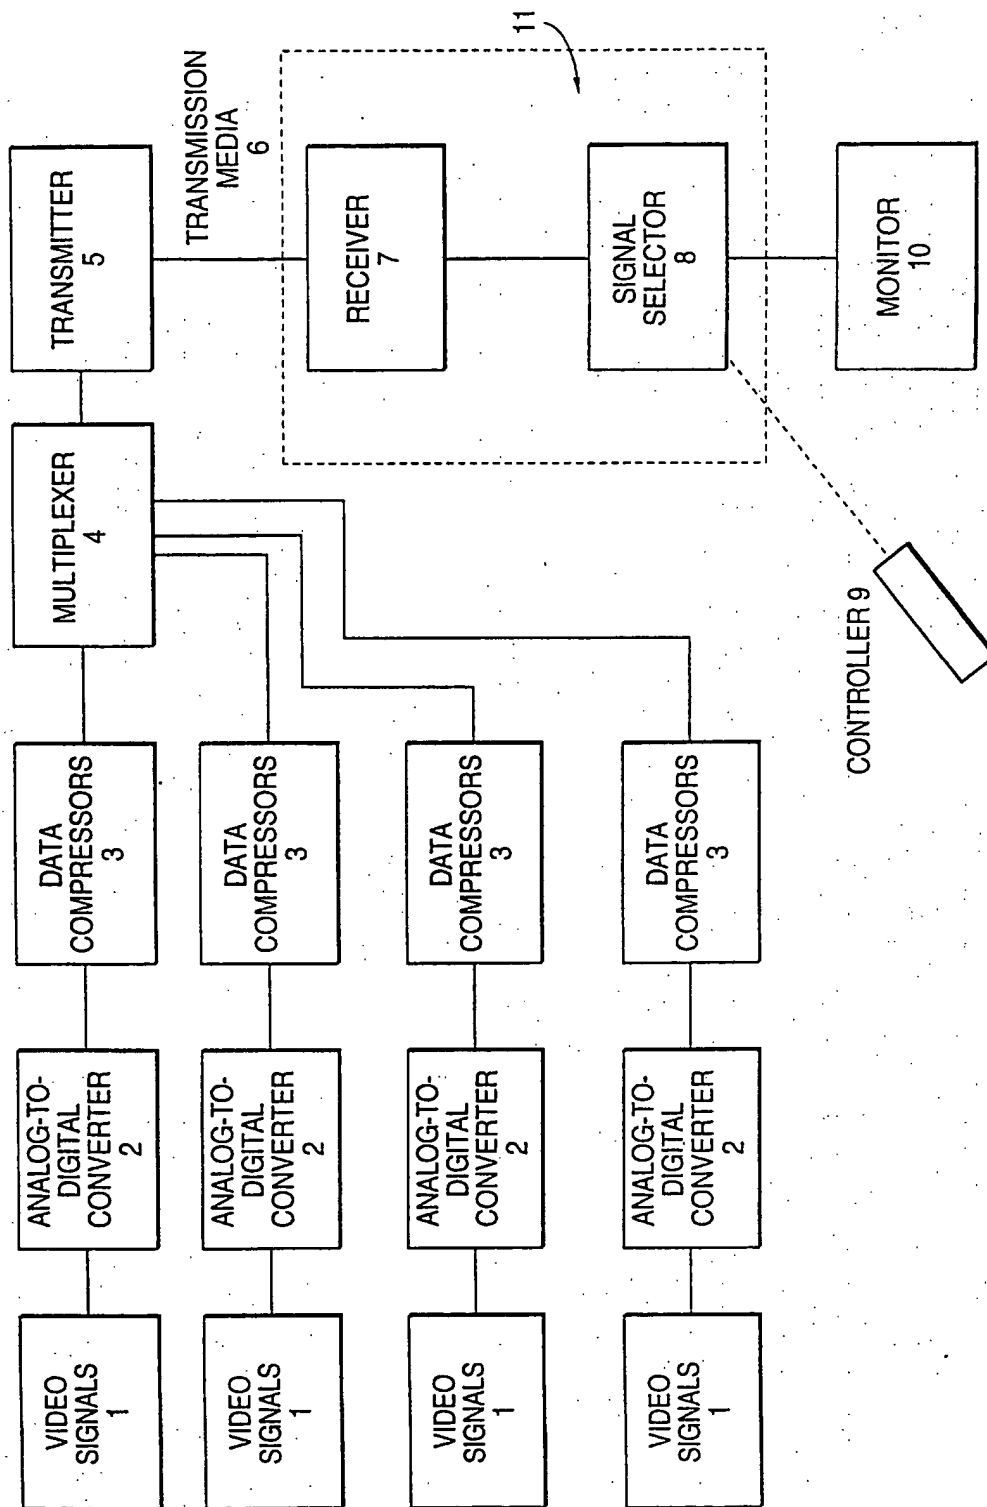 VIDEO
SIGNALS
1
ANALOG-TO-
DIGITAL
CONVERTER
2
DATA
COMPRESSORS
3
VIDEO
SIGNALS
1
ANALOG-TO-
DIGITAL
CONVERTER
2
DATA
COMPRESSORS
3
VIDEO
SIGNALS
1
ANALOG-TO-
DIGITAL
CONVERTER
2
DATA
COMPRESSORS
3
VIDEO
SIGNALS
1
ANALOG-TO-
DIGITAL
CONVERTER
2
DATA
COMPRESSORS
3
MULTIPLEXER
4
TRANSMITTER
5
TRANSMISSION
MEDIA
6
RECEIVER
7
SIGNAL
SELECTOR
8
11
CONTROLLER 9
MONITOR
10